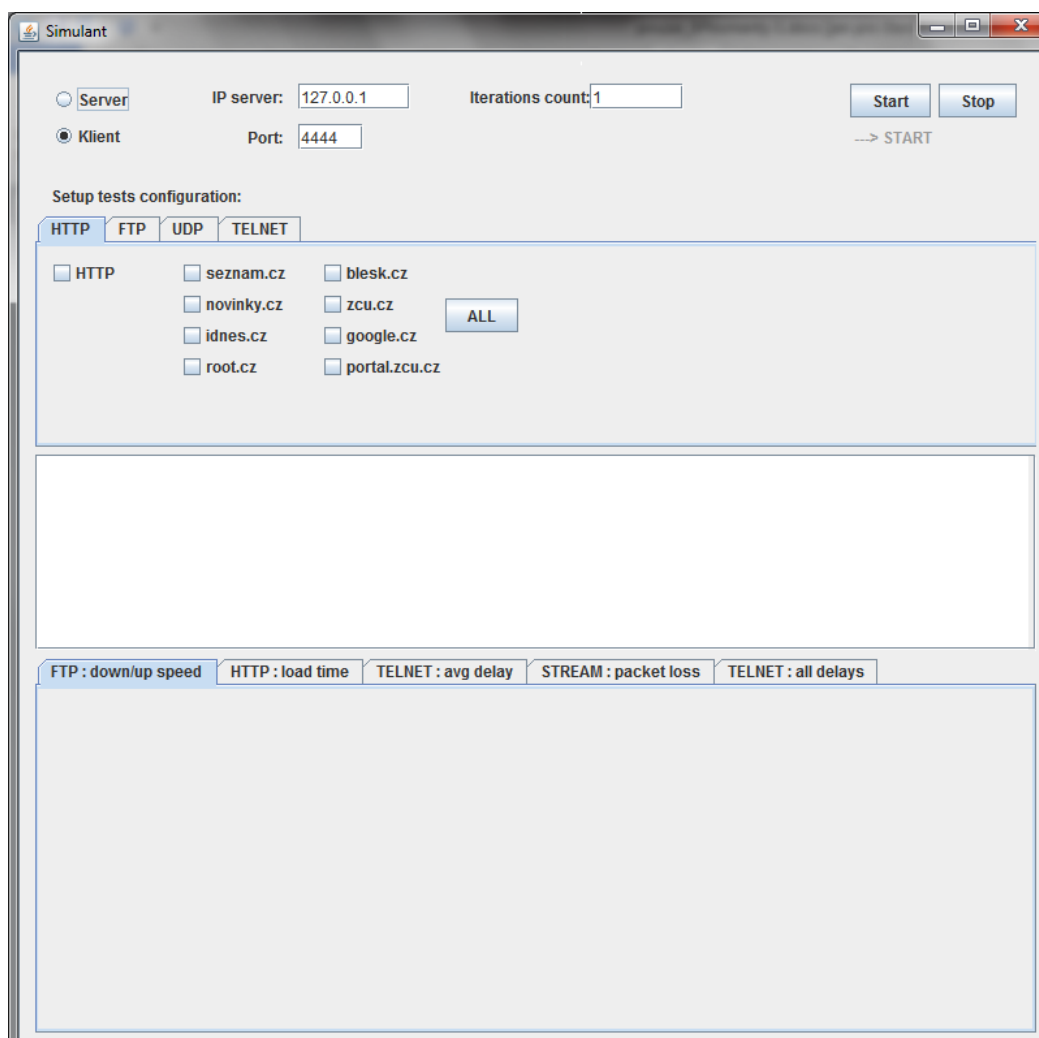 Simulant
Server IP server: 127.0.0.1 Iterations count: 1 Start Stop
Klient Port: 4444 ---> START
Setup tests configuration:
HTTP FTP UDP TELNET
HTTP seznam.cz blesk.cz
novinky.cz zcu.cz ALL
idnes.cz google.cz
root.cz portal.zcu.cz
FTP : down/up speed HTTP : load time TELNET : avg delay STREAM : packet loss TELNET : all delays